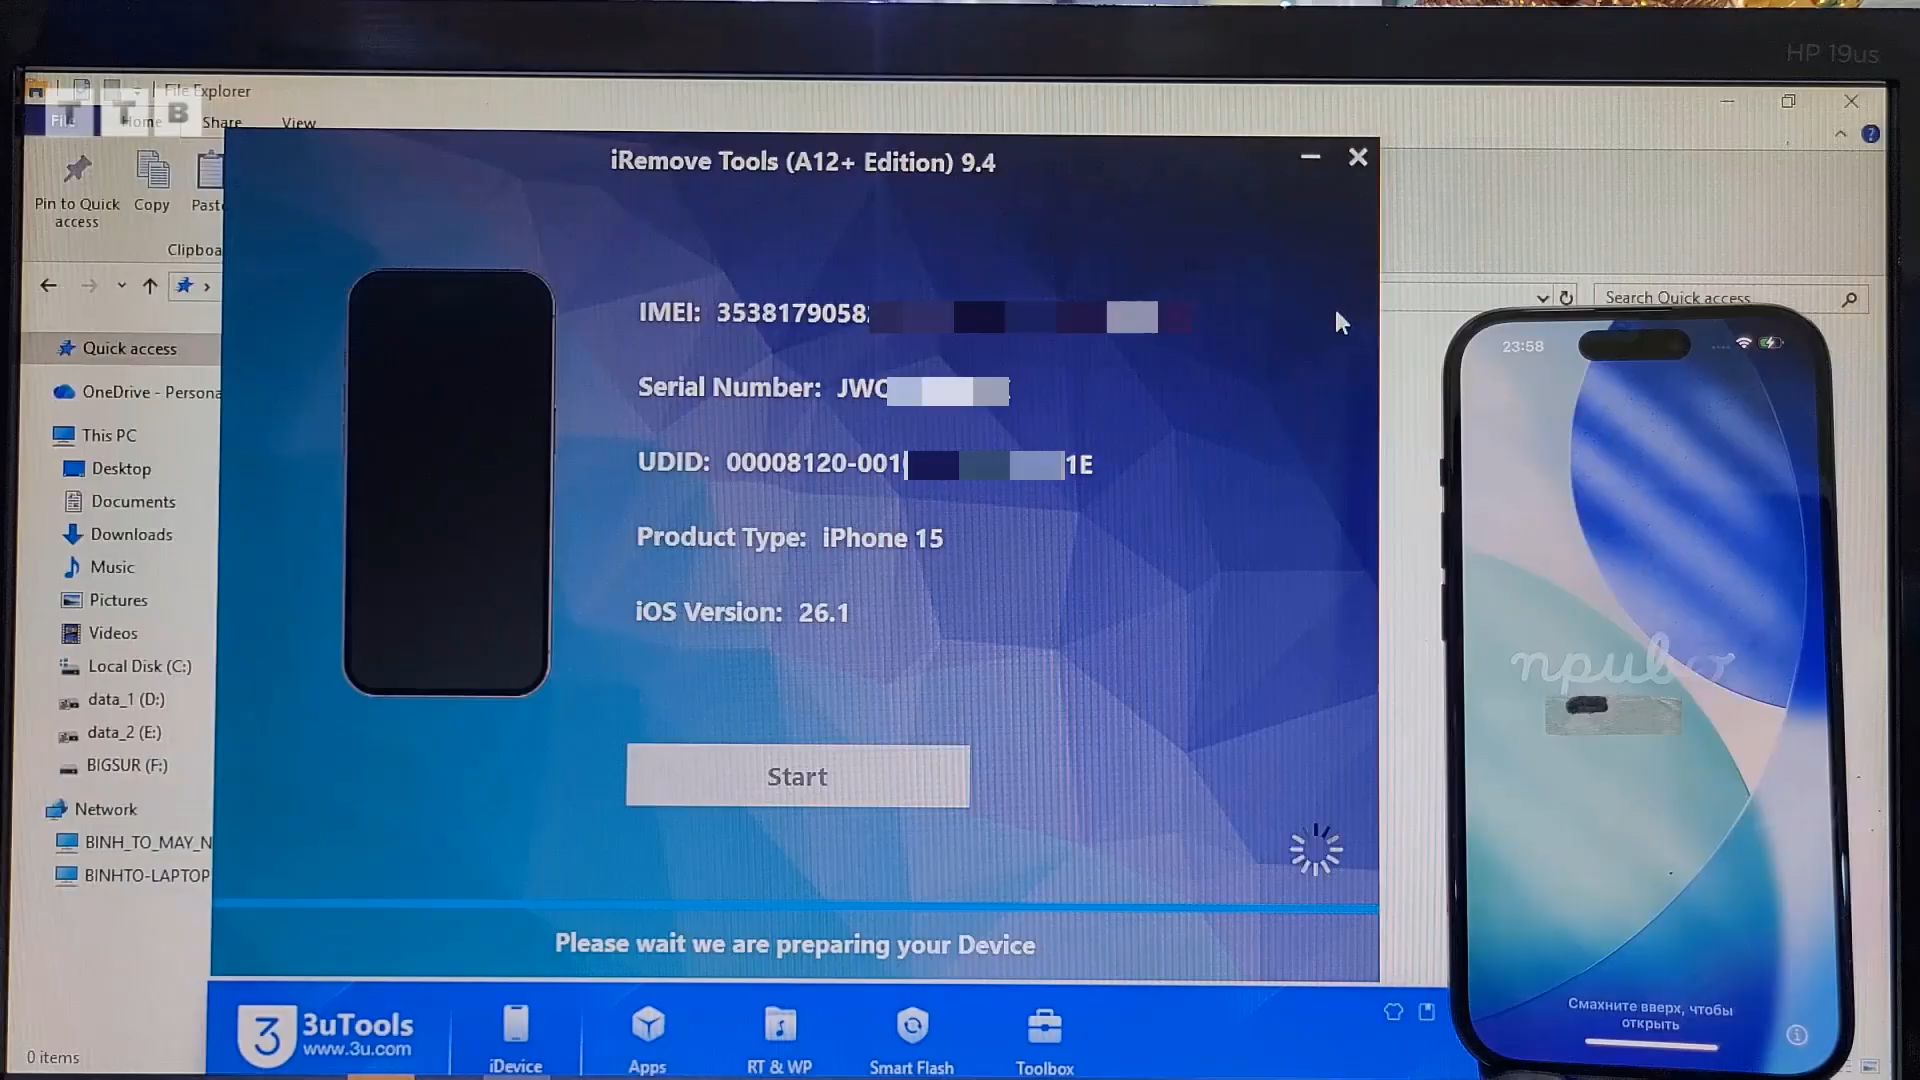 HP 19us
File Explorer
T T B
File
Home
Share
View
iRemove Tools (A12+ Edition) 9.4
Pin to Quick
access
Copy
Clipboa
IMEI: 3538179058
Serial Number: JW
UDID: 00008120-001 1E
Product Type: iPhone 15
iOS Version: 26.1
Start
Please wait we are preparing your Device
Search Quick access
Quick access
OneDrive - Persona
This PC
Desktop
Documents
Downloads
Music
Pictures
Videos
Local Disk (C:)
data_1 (D:)
data_2 (E:)
BIGSUR (F:)
Network
BINH_TO_MAY_N
BINHTO-LAPTOP
0 items
3uTools
www.3u.com
iDevice
Apps
RT & WP
Smart Flash
Toolbox
23:58
Смахните вверх, чтобы
открыть